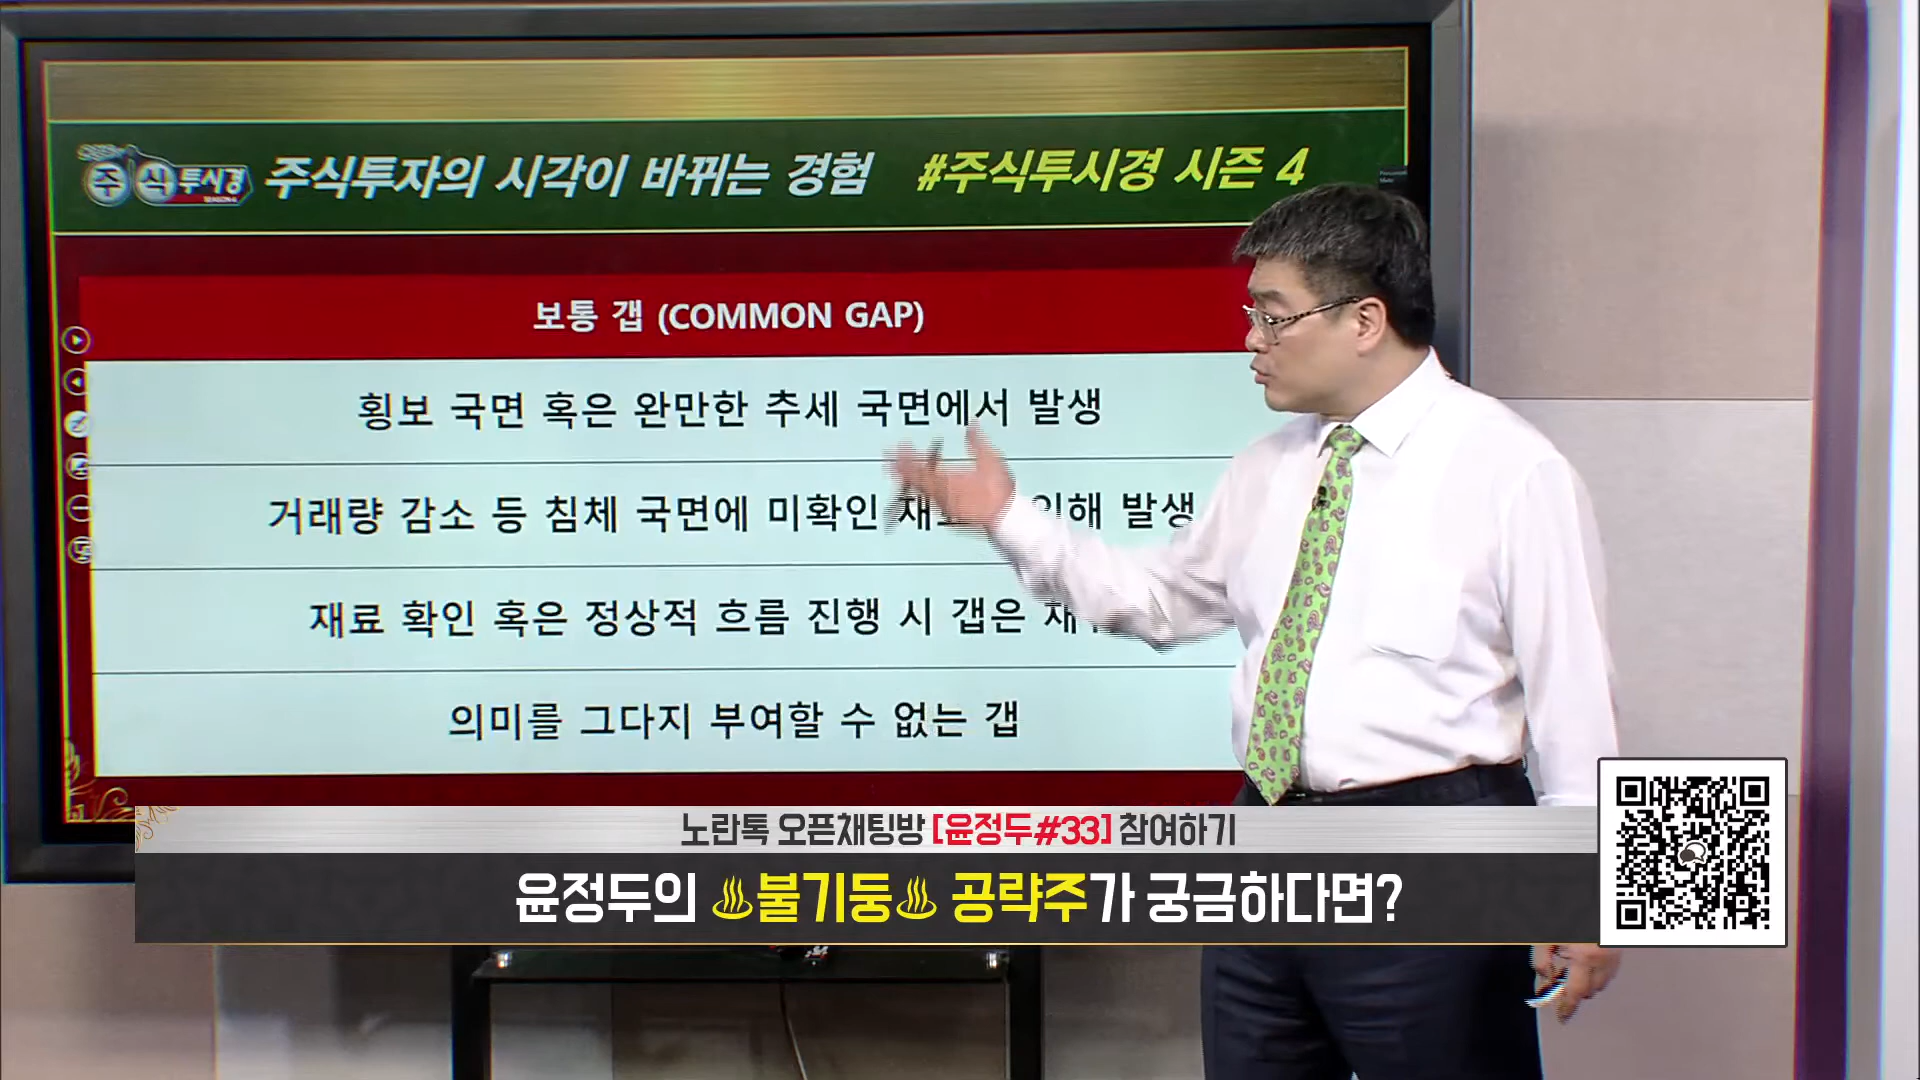 주식투시경
SEASON 4
주식투자의 시각이 바뀌는 경험 #주식투시경 시즌 4
보통 갭 (COMMON GAP)
횡보 국면 혹은 완만한 추세 국면에서 발생
거래량 감소 등 침체 국면에 미확인 의해 발생
재료 확인 혹은 정상적 흐름 진행 시 갭은
의미를 그다지 부여할 수 없는 갭
노란톡 오픈채팅방 [윤정두#33] 참여하기
윤정두의 ♨불기둥♨ 공략주가 궁금하다면?